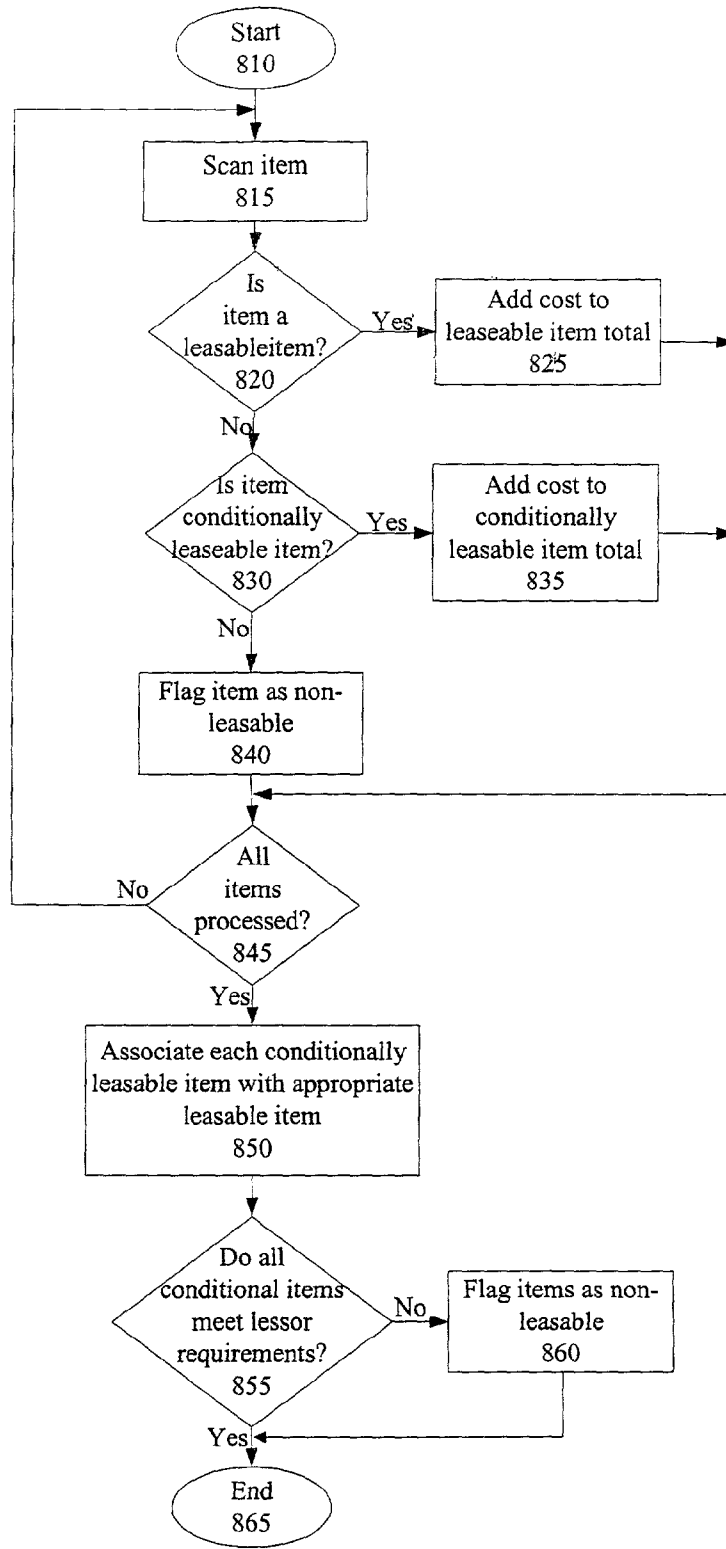 Start
810
Scan item
815
Is
item a
leasableitem?
820
Yes
Add cost to
leaseable item total
825
No
Is item
conditionally
leaseable item?
830
Yes
Add cost to
conditionally
leasable item total
835
No
Flag item as non-
leasable
840
All
items
processed?
845
No
Yes
Associate each conditionally
leasable item with appropriate
leasable item
850
Do all
conditional items
meet lessor
requirements?
855
No
Flag items as non-
leasable
860
Yes
End
865